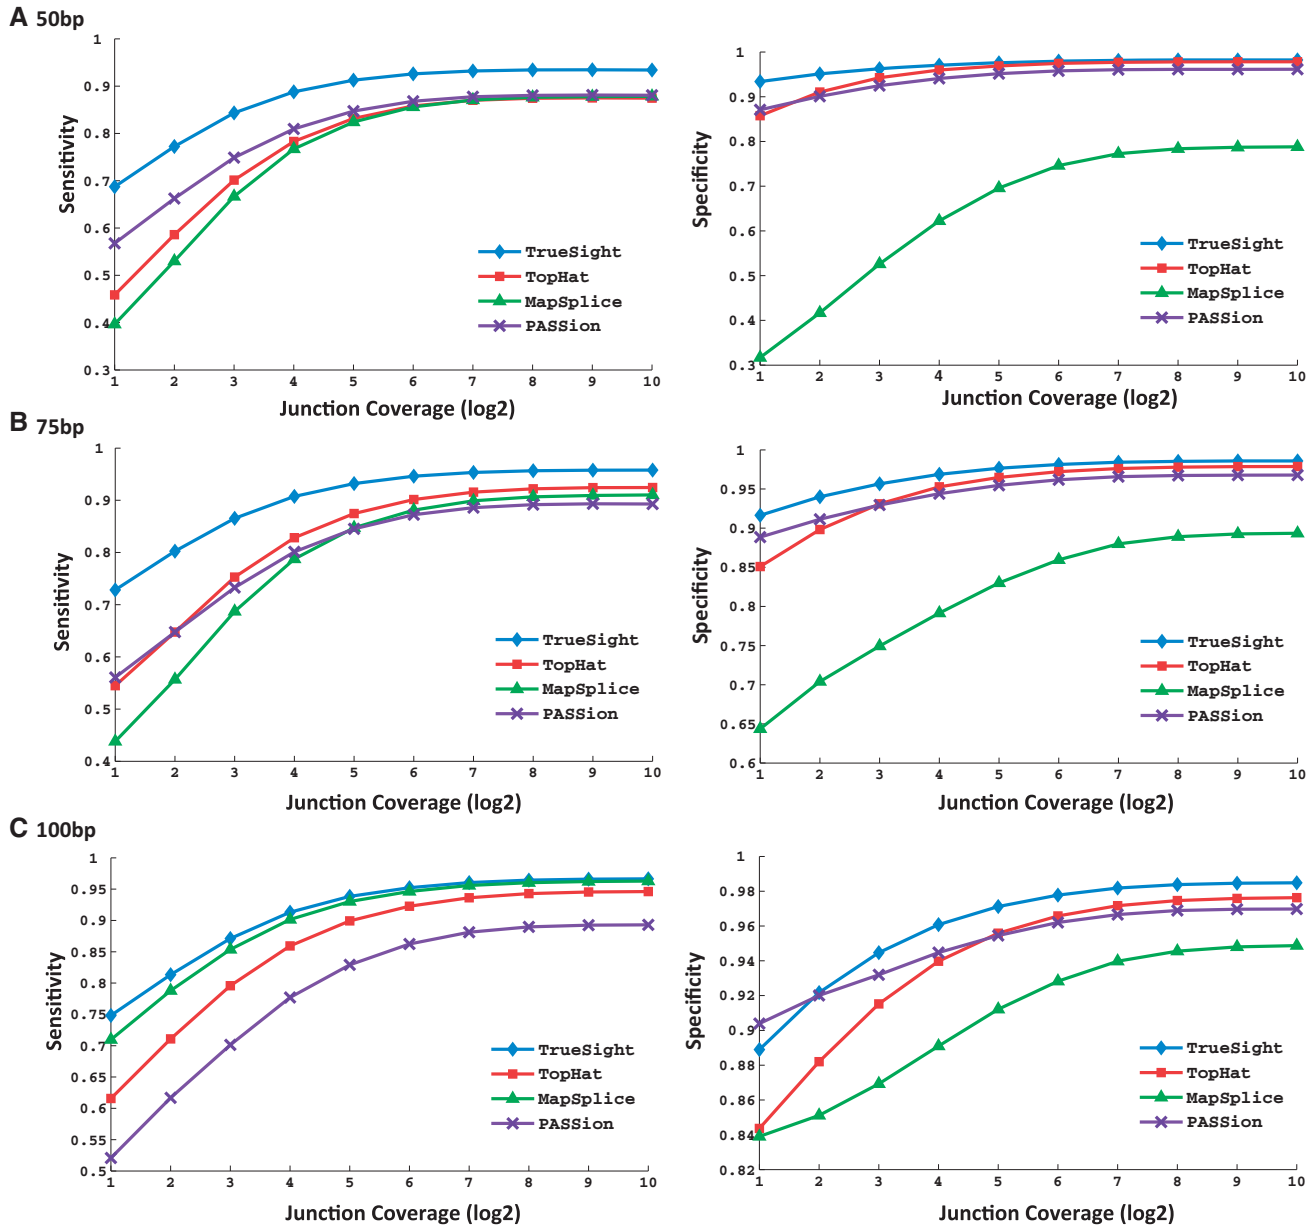 A 50bp
1
0.9
0.8
0.7
0.6
0.5
0.4
0.3
1 2 3 4 5 6 7 8 9 10
Sensitivity
Junction Coverage (log2)
TrueSight
TopHat
MapSplice
PASSion
1
0.9
0.8
0.7
0.6
0.5
0.4
0.3
1 2 3 4 5 6 7 8 9 10
Specificity
Junction Coverage (log2)
TrueSight
TopHat
MapSplice
PASSion
B 75bp
1
0.9
0.8
0.7
0.6
0.5
0.4
1 2 3 4 5 6 7 8 9 10
Sensitivity
Junction Coverage (log2)
TrueSight
TopHat
MapSplice
PASSion
1
0.95
0.9
0.85
0.8
0.75
0.7
0.65
0.6
1 2 3 4 5 6 7 8 9 10
Specificity
Junction Coverage (log2)
TrueSight
TopHat
MapSplice
PASSion
C 100bp
1
0.95
0.9
0.85
0.8
0.75
0.7
0.65
0.6
0.55
0.5
1 2 3 4 5 6 7 8 9 10
Sensitivity
Junction Coverage (log2)
TrueSight
TopHat
MapSplice
PASSion
1
0.98
0.96
0.94
0.92
0.9
0.88
0.86
0.84
0.82
1 2 3 4 5 6 7 8 9 10
Specificity
Junction Coverage (log2)
TrueSight
TopHat
MapSplice
PASSion